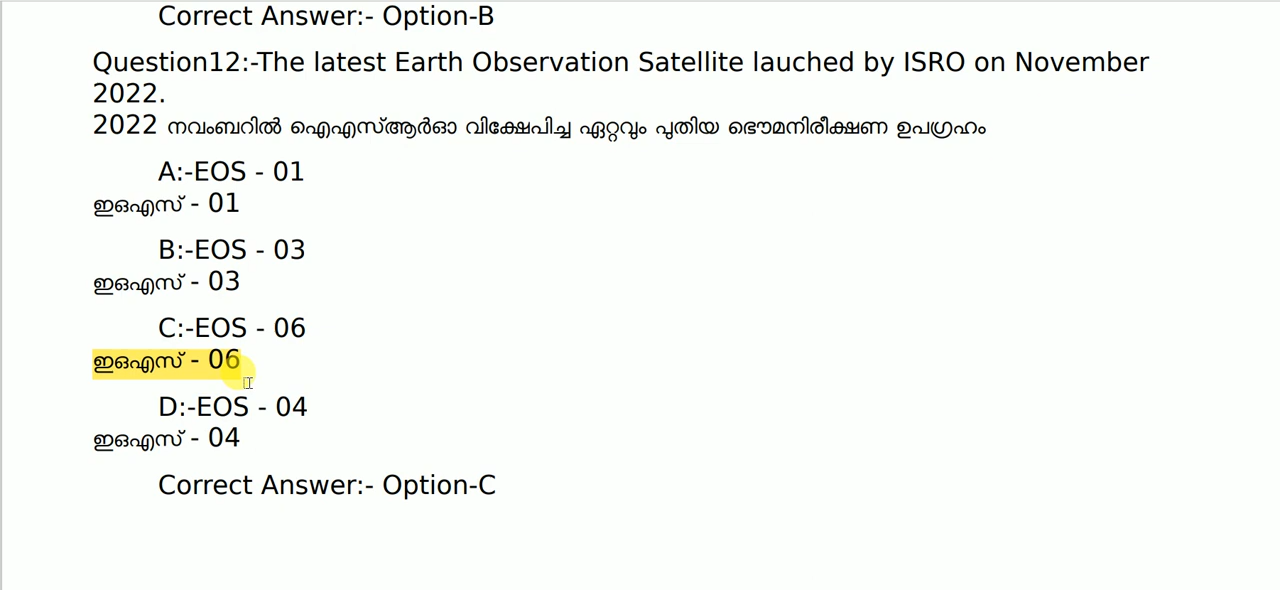 Correct Answer:- Option-B
Question12:-The latest Earth Observation Satellite lauched by ISRO on November
2022.
2022 നവംബറിൽ ഐഎസ്ആർഓ വിക്ഷേപിച്ച ഏറ്റവും പുതിയ ഭൌമനിരീക്ഷണ ഉപഗ്രഹം
A:-EOS - 01
ഇഒഎസ് - 01
B:-EOS - 03
ഇഒഎസ് - 03
C:-EOS - 06
ഇഒഎസ് - 06
D:-EOS - 04
ഇഒഎസ് - 04
Correct Answer:- Option-C